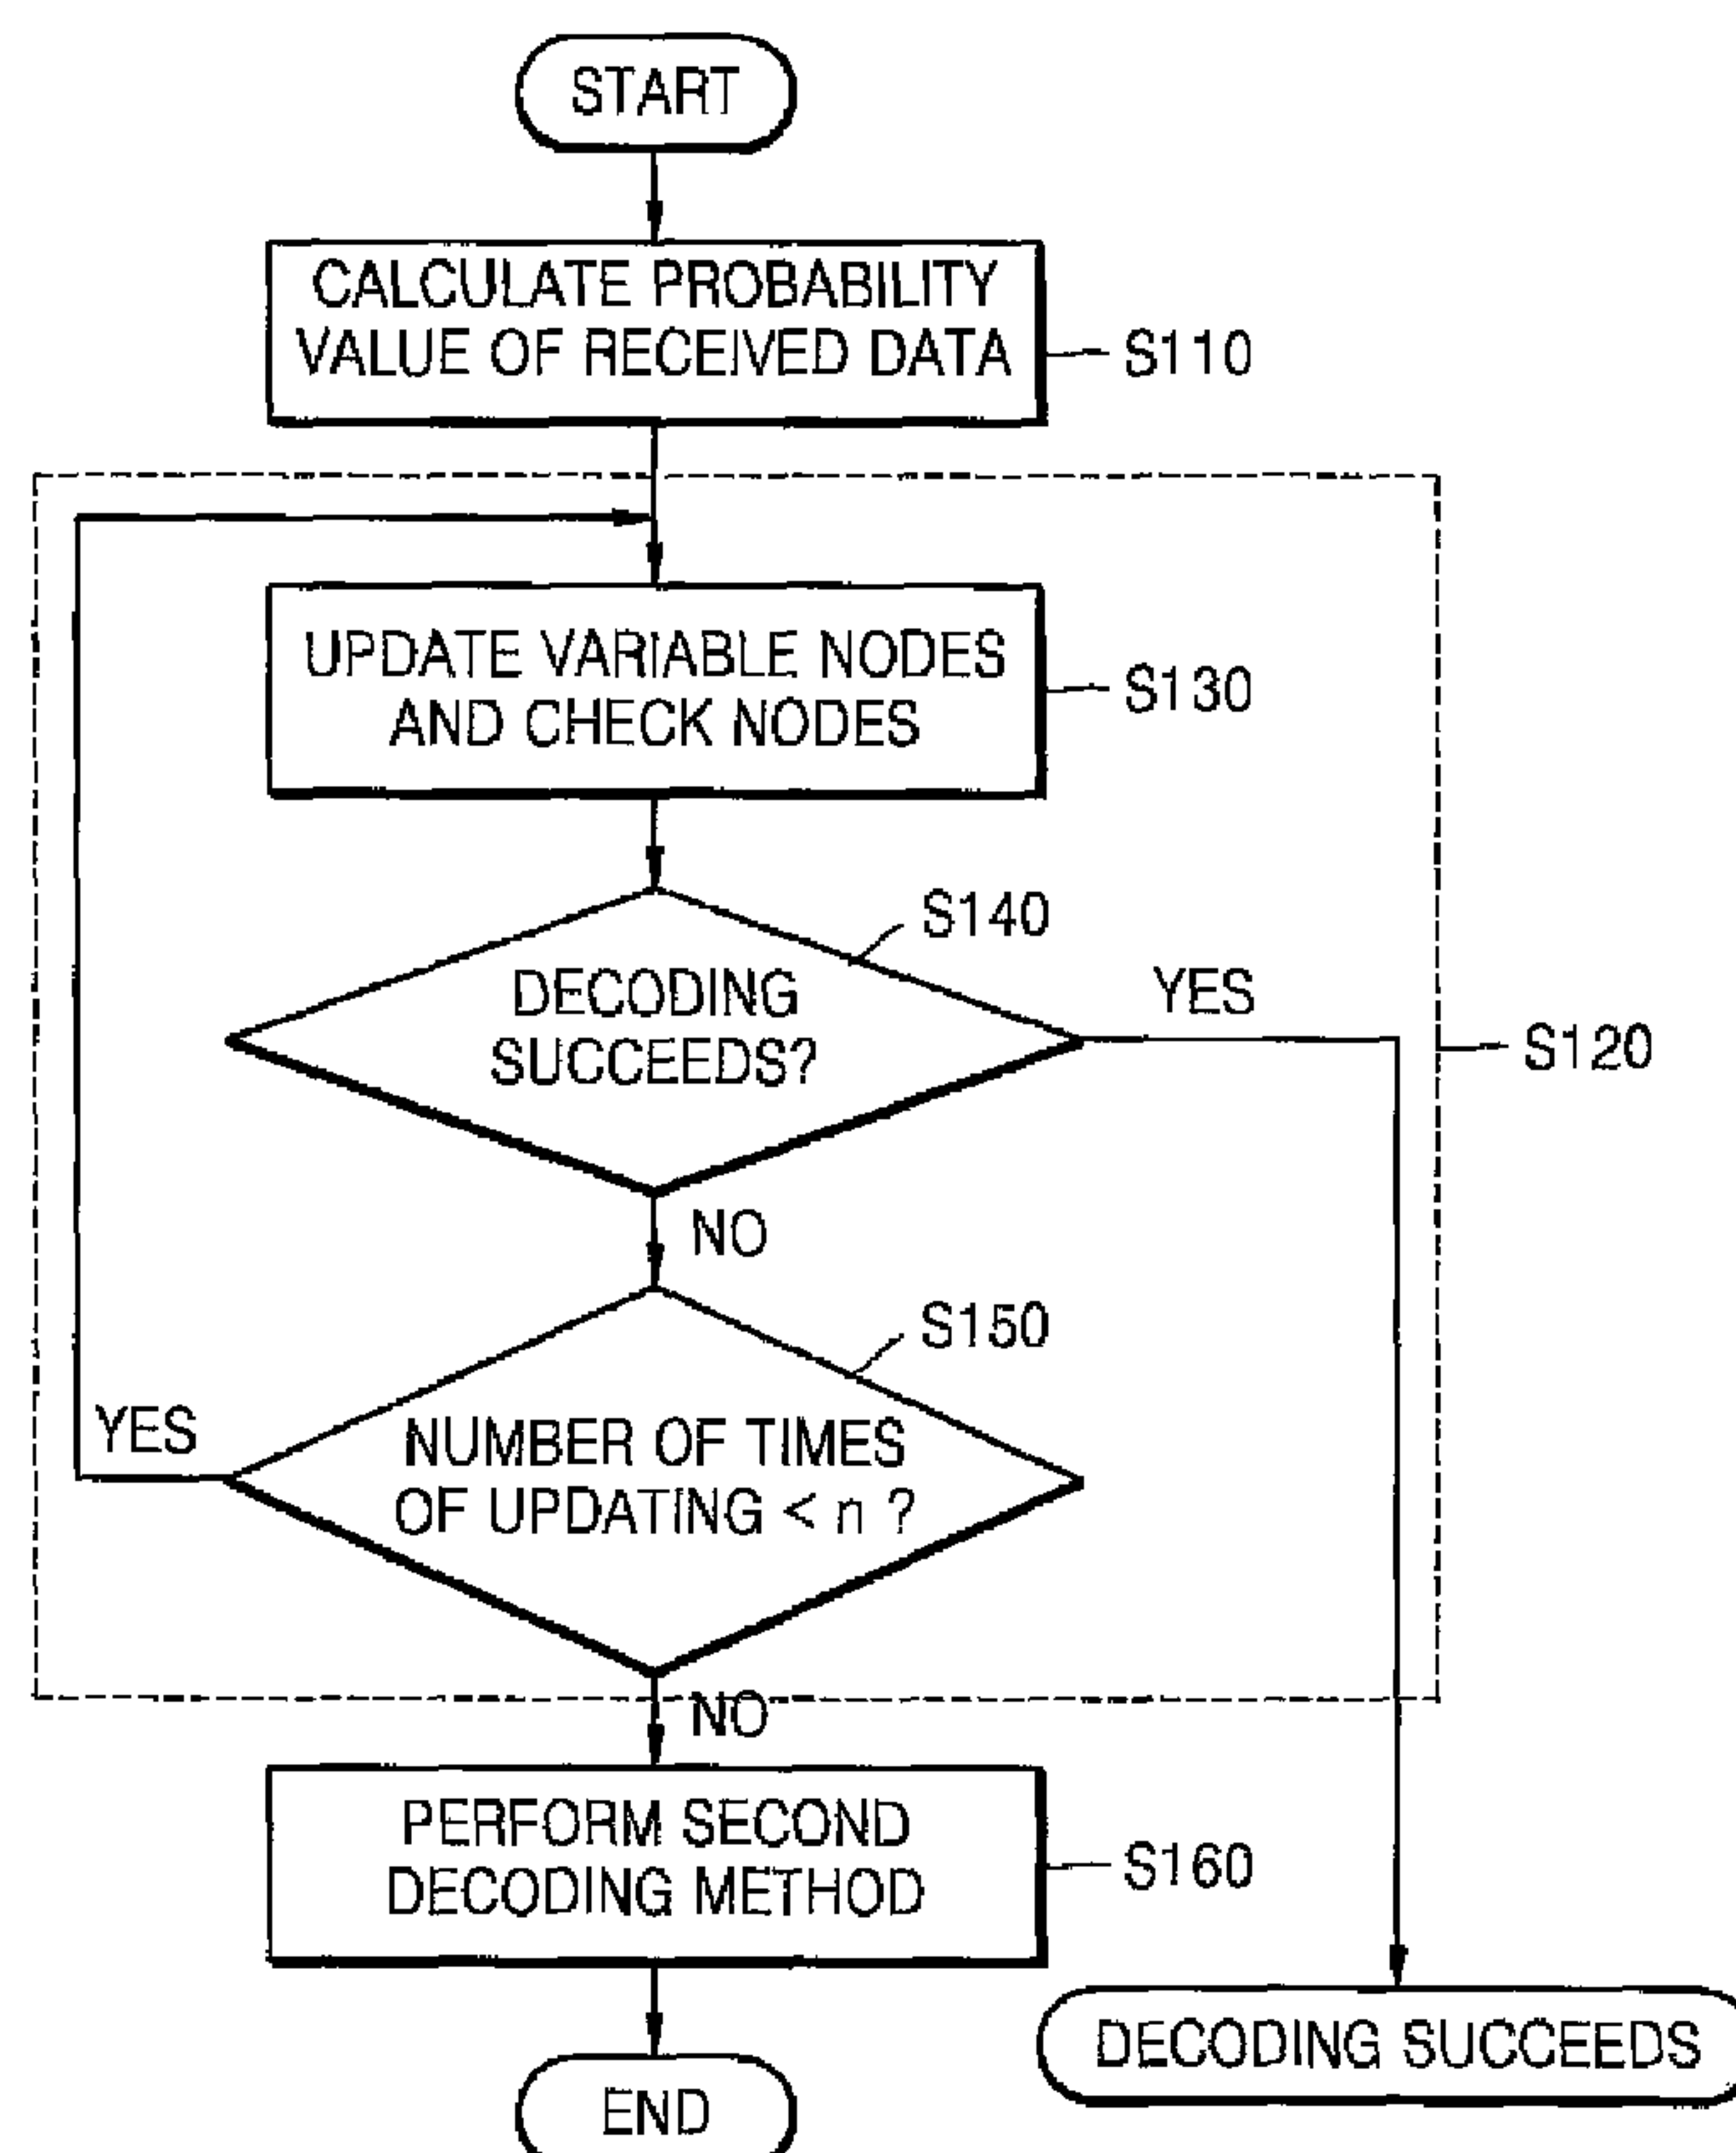 START
CALCULATE PROBABILITY
VALUE OF RECEIVED DATA
S110
UPDATE VARIABLE NODES
AND CHECK NODES
S130
S140
DECODING
SUCCEEDS?
YES
S120
NO
S150
YES
NUMBER OF TIMES
OF UPDATING < n ?
NO
PERFORM SECOND
DECODING METHOD
S160
DECODING SUCCEEDS
END